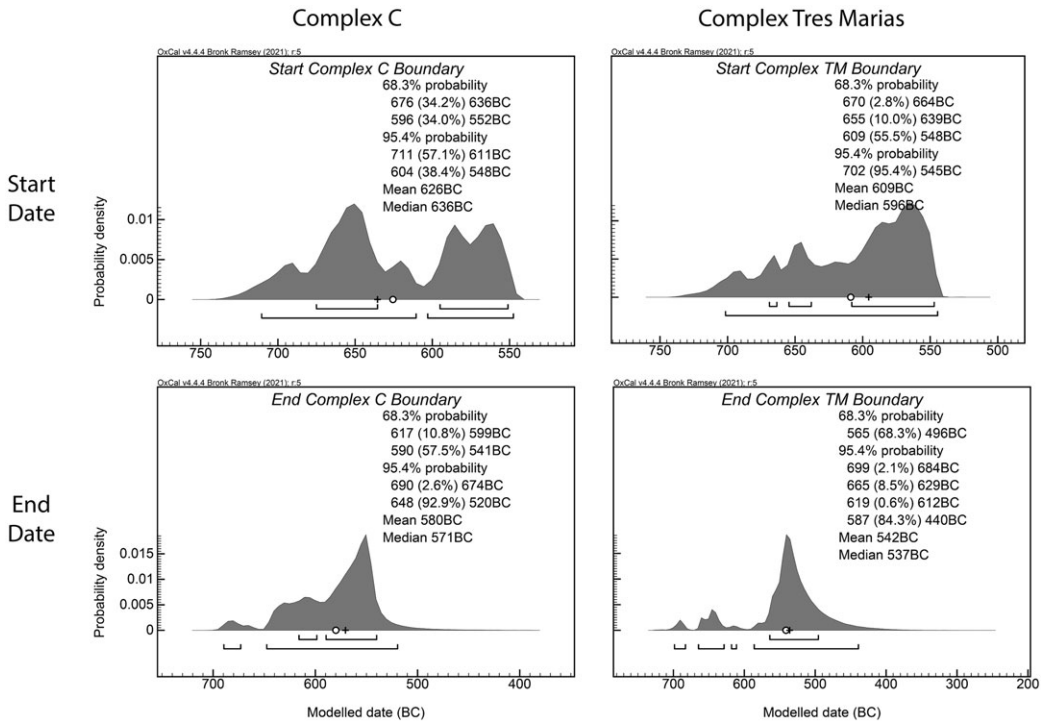 Complex C
Complex Tres Marias
Start
Date
OxCal v4.4.4 Bronk Ramsey (2021); r:5
Start Complex C Boundary
68.3% probability
676 (34.2%) 636BC
596 (34.0%) 552BC
95.4% probability
711 (57.1%) 611BC
604 (38.4%) 548BC
Mean 626BC
Median 636BC
Probability density
0.01
0.005
0
750 700 650 600 550
OxCal v4.4.4 Bronk Ramsey (2021); r:5
Start Complex TM Boundary
68.3% probability
670 (2.8%) 664BC
655 (10.0%) 639BC
609 (55.5%) 548BC
95.4% probability
702 (95.4%) 545BC
Mean 609BC
Median 596BC
750 700 650 600 550 500
End
Date
OxCal v4.4.4 Bronk Ramsey (2021); r:5
End Complex C Boundary
68.3% probability
617 (10.8%) 599BC
590 (57.5%) 541BC
95.4% probability
690 (2.6%) 674BC
648 (92.9%) 520BC
Mean 580BC
Median 571BC
Probability density
0.015
0.01
0.005
0
700 600 500 400
Modelled date (BC)
OxCal v4.4.4 Bronk Ramsey (2021); r:5
End Complex TM Boundary
68.3% probability
565 (68.3%) 496BC
95.4% probability
699 (2.1%) 684BC
665 (8.5%) 629BC
619 (0.6%) 612BC
587 (84.3%) 440BC
Mean 542BC
Median 537BC
700 600 500 400 300 200
Modelled date (BC)